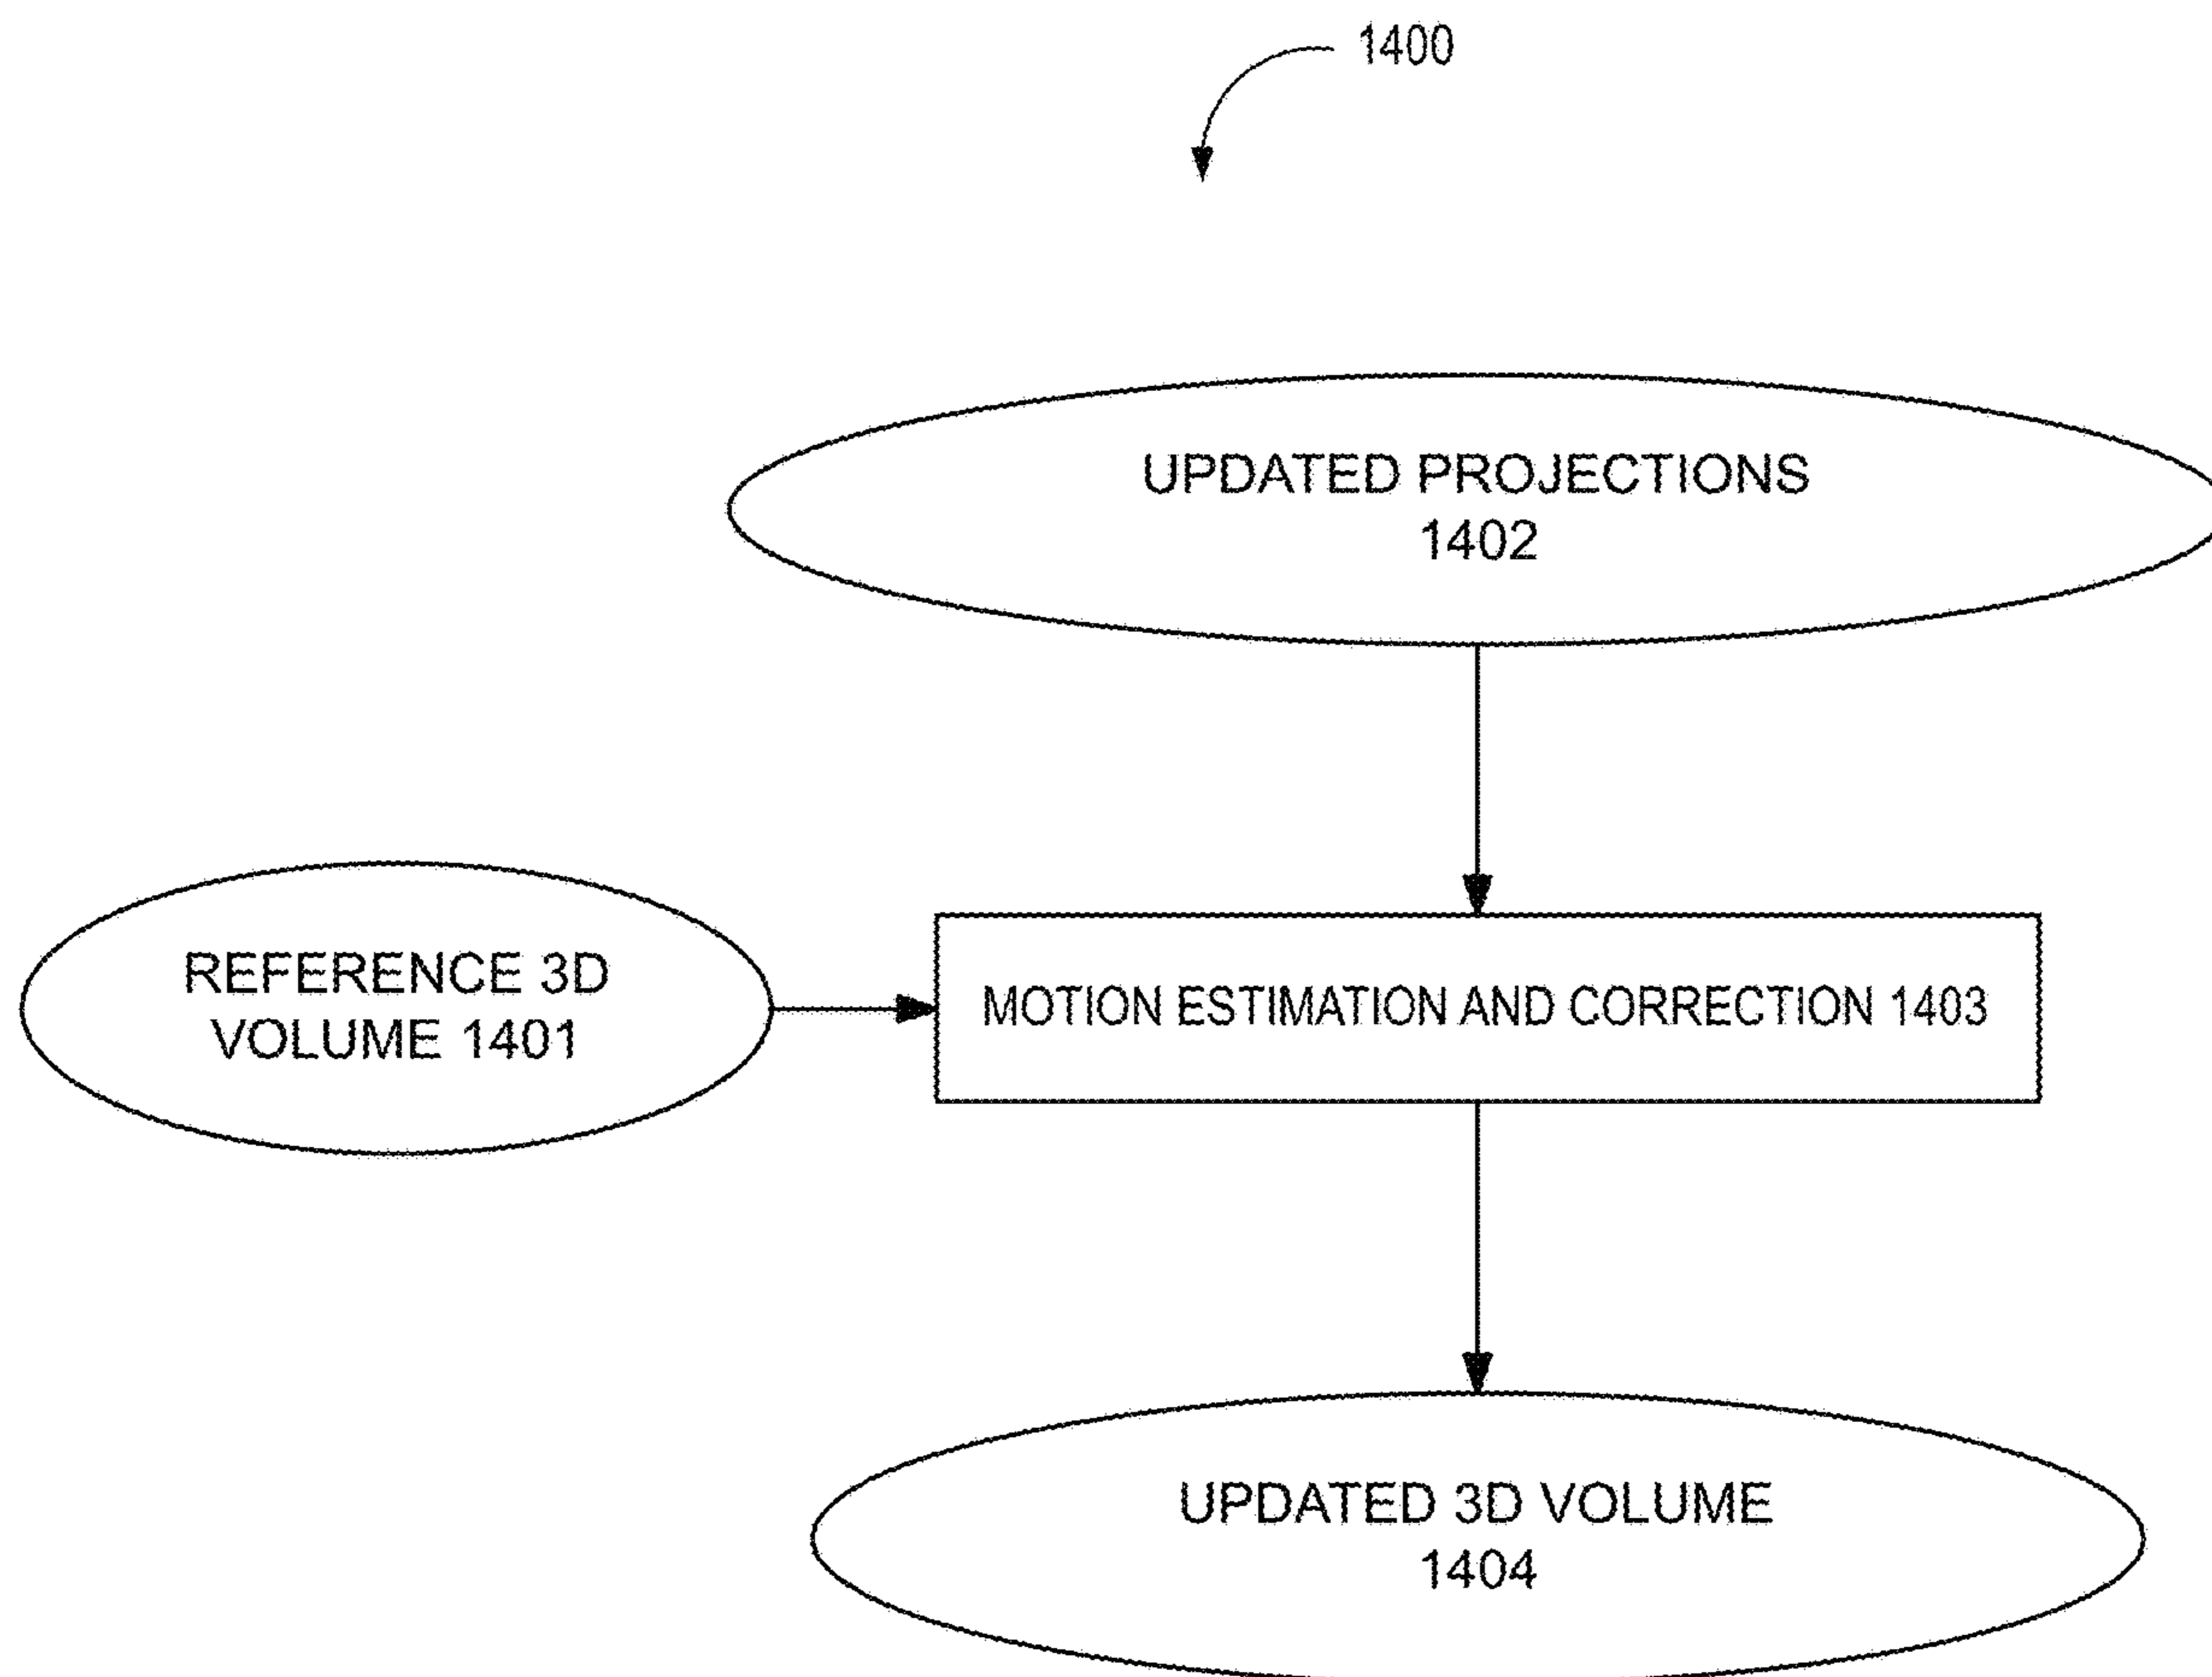 1400
UPDATED PROJECTIONS
1402
REFERENCE 3D
VOLUME 1401
MOTION ESTIMATION AND CORRECTION 1403
UPDATED 3D VOLUME
1404